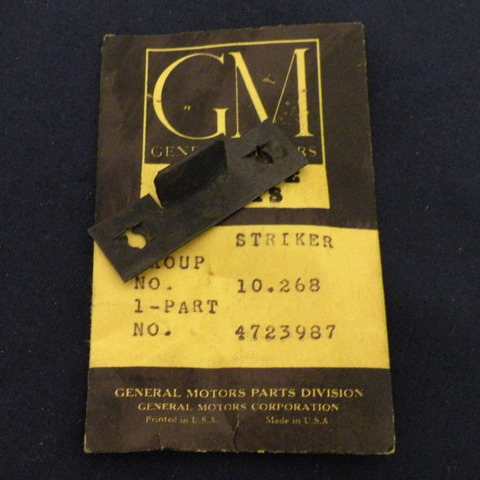 GM
STRIKER
GROUP
NO. 10.268
1-PART
NO. 4723987
GENERAL MOTORS PARTS DIVISION
GENERAL MOTORS CORPORATION
Printed in U.S.A. Made in U.S.A